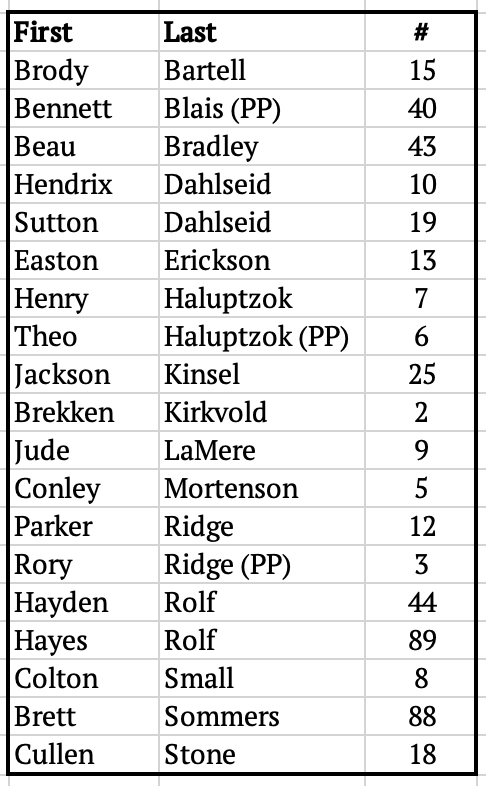 First Last #
Brody Bartell 15
Bennett Blais (PP) 40
Beau Bradley 43
Hendrix Dahlseid 10
Sutton Dahlseid 19
Easton Erickson 13
Henry Haluptzok 7
Theo Haluptzok (PP) 6
Jackson Kinsel 25
Brekken Kirkvold 2
Jude LaMere 9
Conley Mortenson 5
Parker Ridge 12
Rory Ridge (PP) 3
Hayden Rolf 44
Hayes Rolf 89
Colton Small 8
Brett Sommers 88
Cullen Stone 18